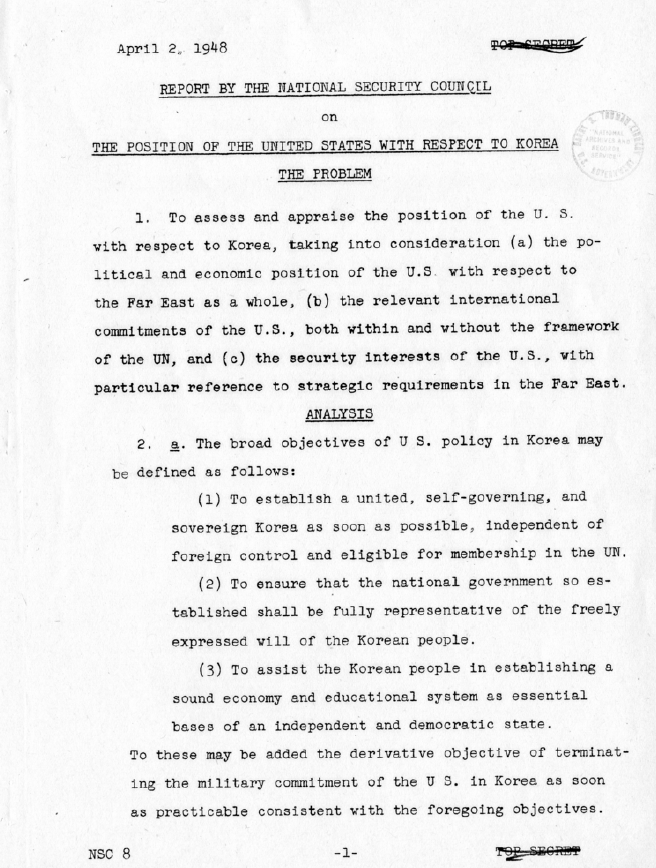 April 2, 1948
TOP SECRET
REPORT BY THE NATIONAL SECURITY COUNCIL
on
THE POSITION OF THE UNITED STATES WITH RESPECT TO KOREA
THE PROBLEM
1. To assess and appraise the position of the U. S.
with respect to Korea, taking into consideration (a) the po-
litical and economic position of the U.S. with respect to
the Far East as a whole, (b) the relevant international
commitments of the U.S., both within and without the framework
of the UN, and (c) the security interests of the U.S., with
particular reference to strategic requirements in the Far East.
ANALYSIS
2. a. The broad objectives of U S. policy in Korea may
be defined as follows:
(1) To establish a united, self-governing, and
sovereign Korea as soon as possible, independent of
foreign control and eligible for membership in the UN.
(2) To ensure that the national government so es-
tablished shall be fully representative of the freely
expressed will of the Korean people.
(3) To assist the Korean people in establishing a
sound economy and educational system as essential
bases of an independent and democratic state.
To these may be added the derivative objective of terminat-
ing the military commitment of the U S. in Korea as soon
as practicable consistent with the foregoing objectives.
NSC 8
-1-
TOP SECRET